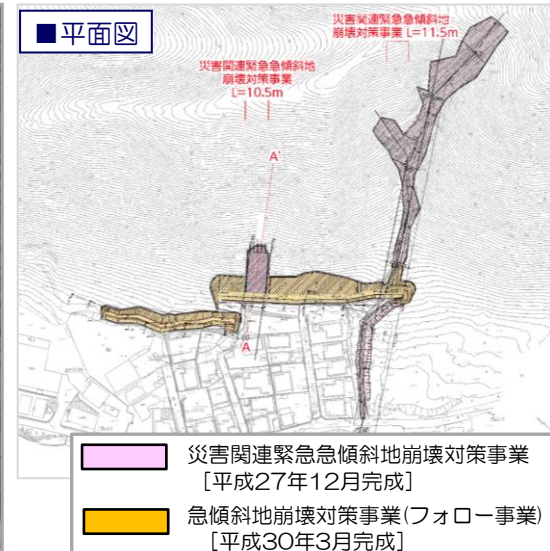 ■平面図
災害関連緊急急傾斜地
崩壊対策事業 L=11.5m
災害関連緊急急傾斜地
崩壊対策事業
L=10.5m
A'
A
災害関連緊急急傾斜地崩壊対策事業
[平成27年12月完成]
急傾斜地崩壊対策事業(フォロー事業)
[平成30年3月完成]